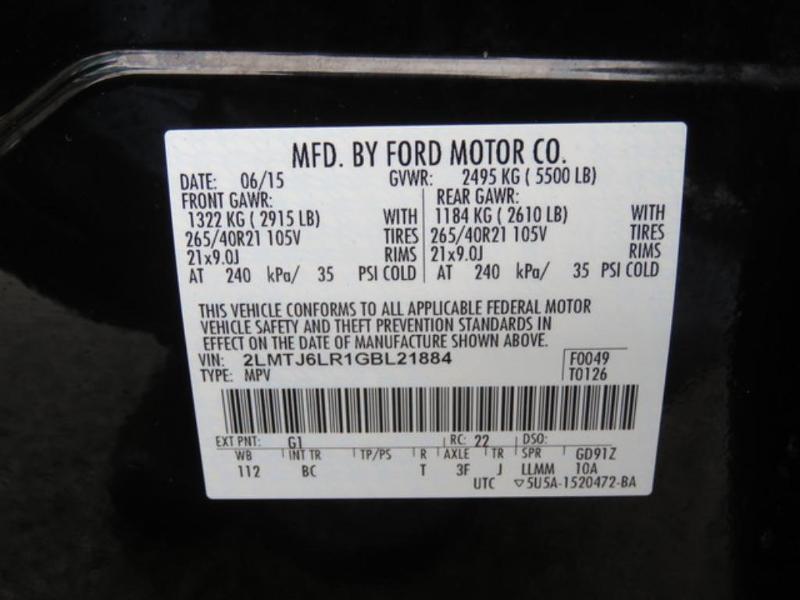 MFD. BY FORD MOTOR CO.
DATE: 06/15 GVWR: 2495 KG ( 5500 LB)
FRONT GAWR: REAR GAWR:
1322 KG ( 2915 LB) WITH 1184 KG ( 2610 LB) WITH
265/40R21 105V TIRES 265/40R21 105V TIRES
21x9.0J RIMS 21x9.0J RIMS
AT 240 kPa/ 35 PSI COLD AT 240 kPa/ 35 PSI COLD
THIS VEHICLE CONFORMS TO ALL APPLICABLE FEDERAL MOTOR
VEHICLE SAFETY AND THEFT PREVENTION STANDARDS IN
EFFECT ON THE DATE OF MANUFACTURE SHOWN ABOVE.
VIN: 2LMTJ6LR1GBL21884 F0049
TYPE: MPV T0126
EXT PNT: G1 RC: 22 DSO:
WB INT TR TP/PS R AXLE TR SPR GD91Z
112 BC T 3F J LLMM 10A
UTC ▽5U5A-1520472-BA